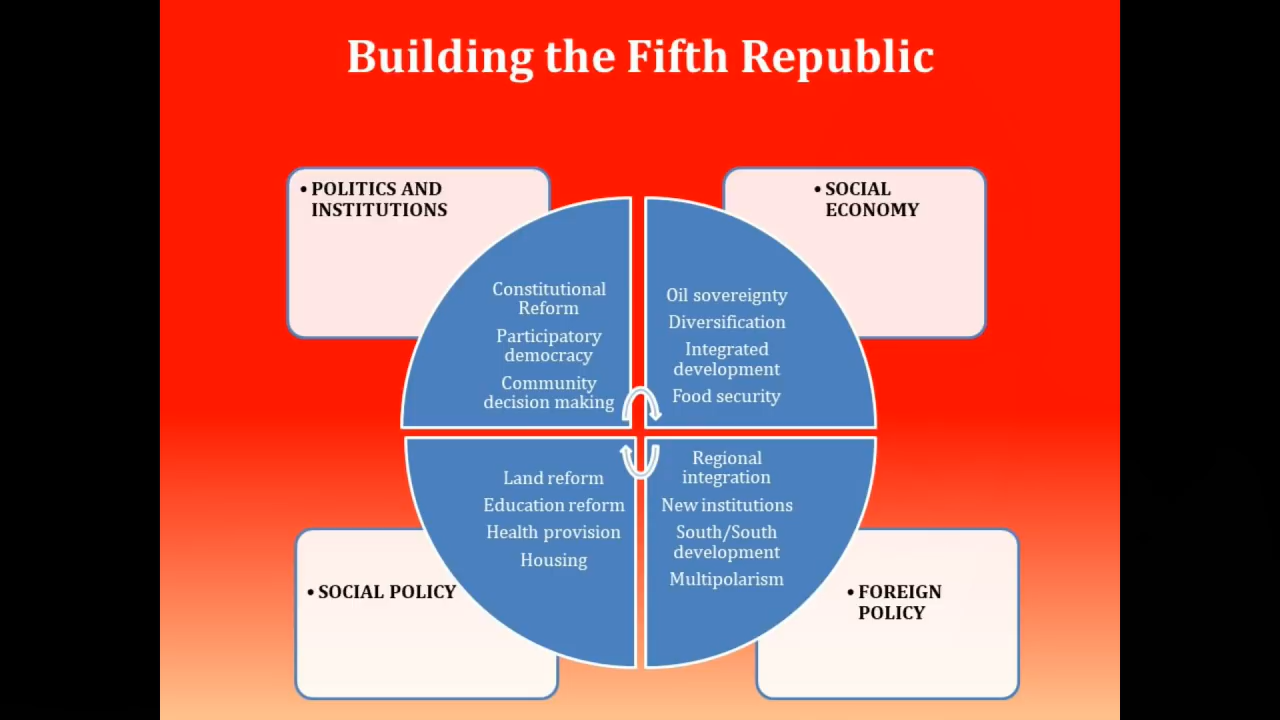 Building the Fifth Republic
• POLITICS AND
INSTITUTIONS
• SOCIAL
ECONOMY
Constitutional
Reform
Participatory
democracy
Community
decision making
Oil sovereignty
Diversification
Integrated
development
Food security
Land reform
Education reform
Health provision
Housing
Regional
integration
New institutions
South/South
development
Multipolarism
• SOCIAL POLICY
• FOREIGN
POLICY